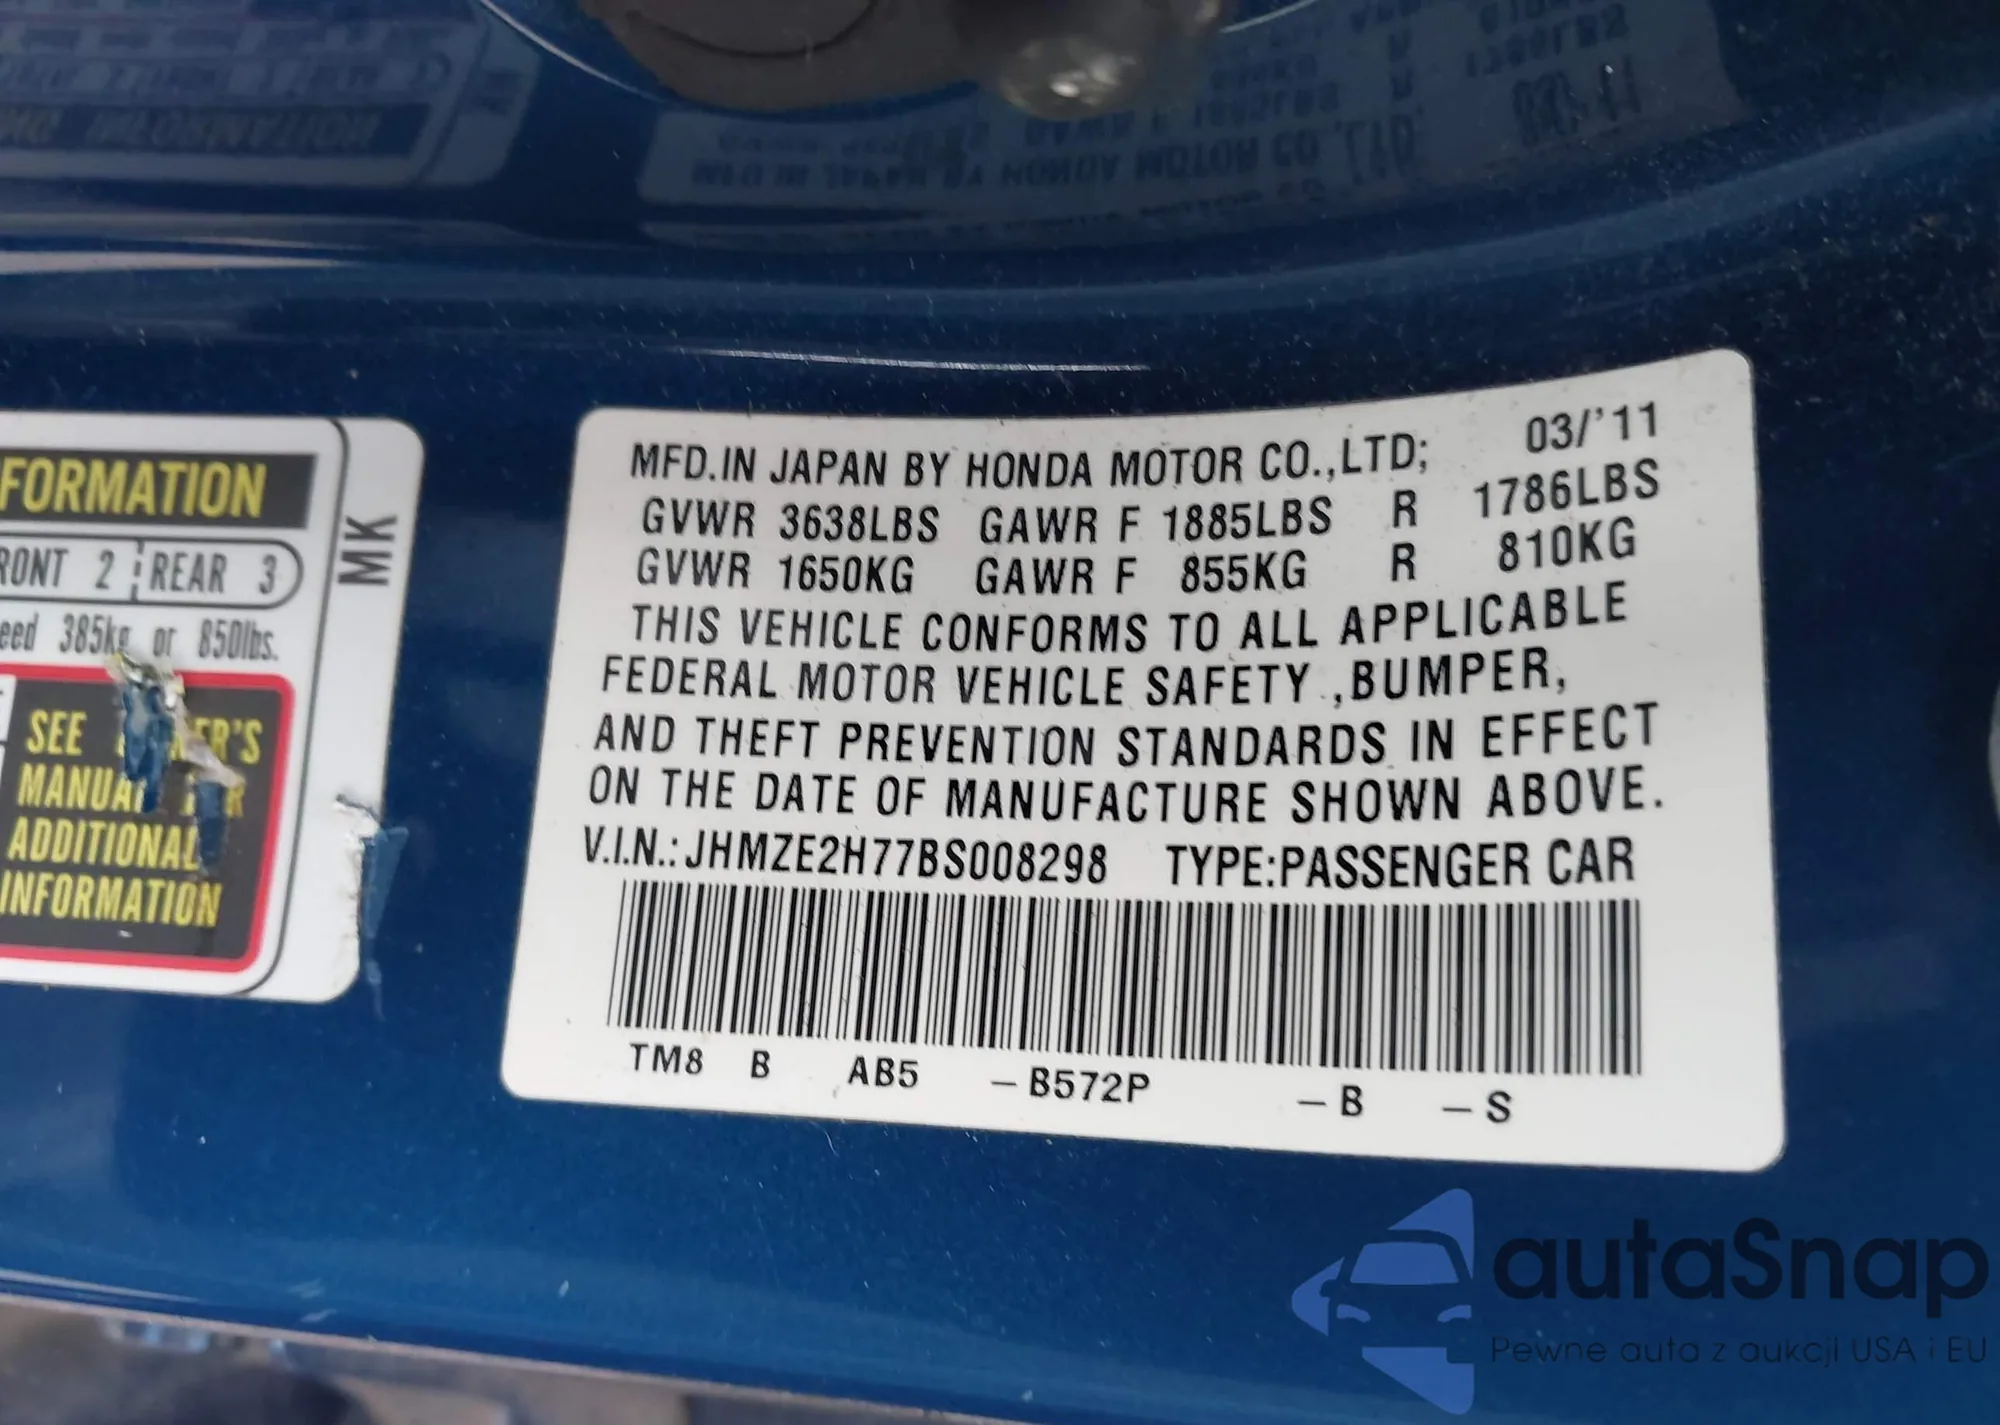 FORMATION
RONT 2 REAR 3
eed 385kg or 850lbs.
SEE
MANUAL
ADDITIONAL
INFORMATION
MK
MFD.IN JAPAN BY HONDA MOTOR CO.,LTD; 03/'11
GVWR 3638LBS GAWR F 1885LBS R 1786LBS
GVWR 1650KG GAWR F 855KG R 810KG
THIS VEHICLE CONFORMS TO ALL APPLICABLE
FEDERAL MOTOR VEHICLE SAFETY ,BUMPER,
AND THEFT PREVENTION STANDARDS IN EFFECT
ON THE DATE OF MANUFACTURE SHOWN ABOVE.
V.I.N.: JHMZE2H77BS008298 TYPE:PASSENGER CAR
TM8 B AB5 – B572P – B – S
autaSnap
Pewne auta z aukcji USA i EU